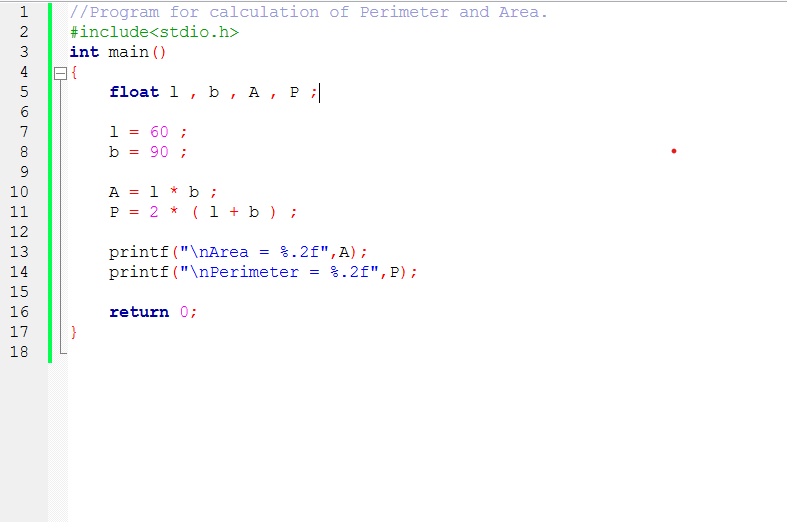 1 //Program for calculation of Perimeter and Area.
2 #include<stdio.h>
3 int main()
4 {
5 float l , b , A , P ;
6
7 l = 60 ;
8 b = 90 ;
9
10 A = l * b ;
11 P = 2 * ( l + b ) ;
12
13 printf("\nArea = %.2f",A);
14 printf("\nPerimeter = %.2f",P);
15
16 return 0;
17 }
18